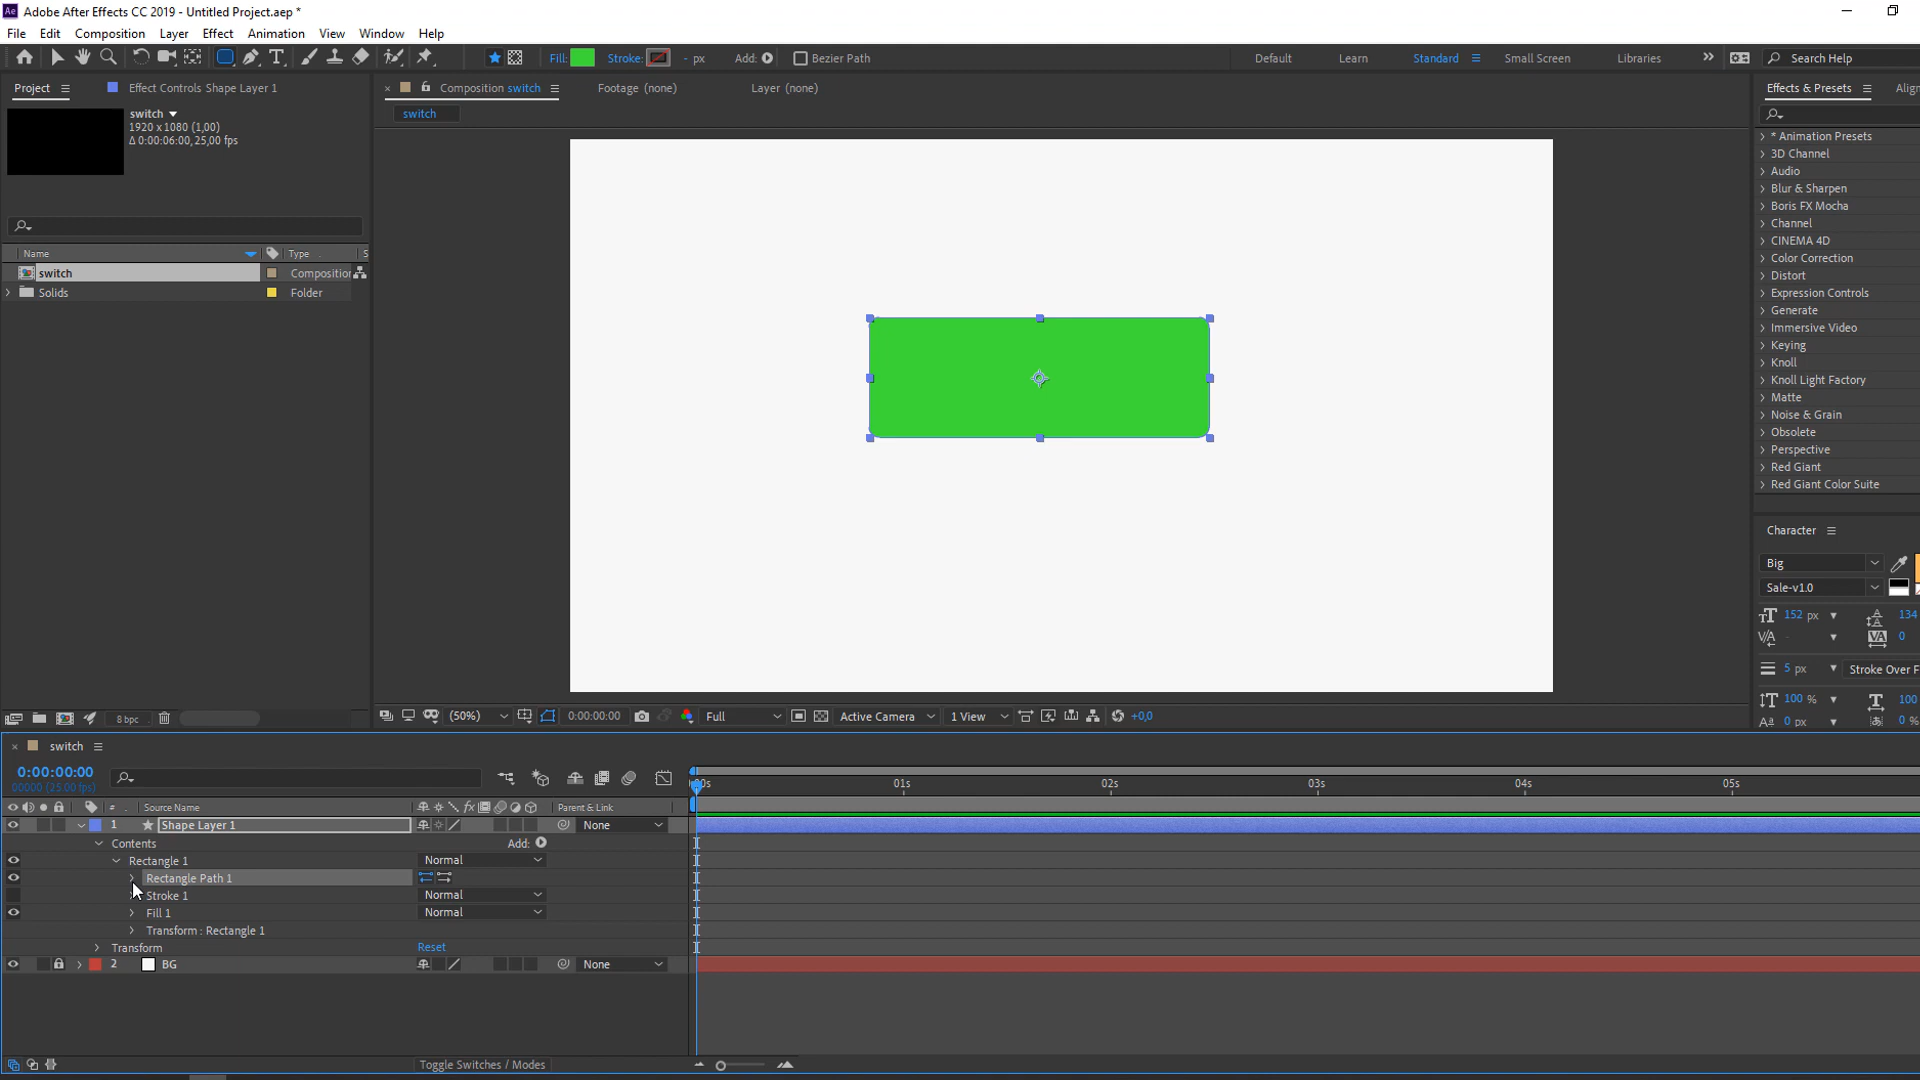 Adobe After Effects CC 2019 - Untitled Project.aep *
File Edit Composition Layer Effect Animation View Window Help
Fill: Stroke: - px Add: Bezier Path Default Learn Standard Small Screen Libraries Search Help
Project Effect Controls Shape Layer 1 Composition switch Footage (none) Layer (none) Effects & Presets Align
switch
1920 x 1080 (1,00)
Δ 0:00:06:00, 25,00 fps
switch
Name Type S
switch Composition
Solids Folder
* Animation Presets
3D Channel
Audio
Blur & Sharpen
Boris FX Mocha
Channel
CINEMA 4D
Color Correction
Distort
Expression Controls
Generate
Immersive Video
Keying
Knoll
Knoll Light Factory
Matte
Noise & Grain
Obsolete
Perspective
Red Giant
Red Giant Color Suite
Character
Big
Sale-v1.0
152 px 134
- 0
5 px Stroke Over F
100 % 100
0 px 0 %
8 bpc
(50%) 0:00:00:00 Full Active Camera 1 View +0,0
switch
0:00:00:00
00000 (25.00 fps)
:00s 01s 02s 03s 04s 05s
# Source Name Parent & Link
1 Shape Layer 1 None
Contents Add:
Rectangle 1 Normal
Rectangle Path 1
Stroke 1 Normal
Fill 1 Normal
Transform : Rectangle 1
Transform Reset
2 BG None
Toggle Switches / Modes